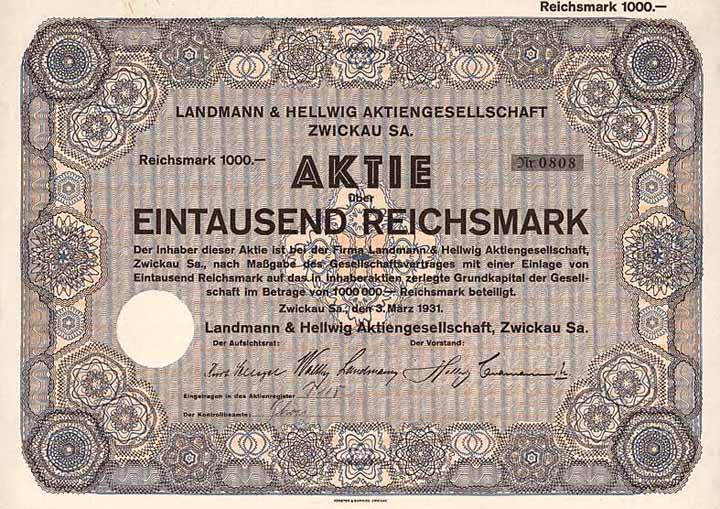 Reichsmark 1000.—
LANDMANN & HELLWIG AKTIENGESELLSCHAFT
ZWICKAU SA.
Reichsmark 1000.—
Nr 0808
AKTIE
über
EINTAUSEND REICHSMARK
Der Inhaber dieser Aktie ist bei der Firma Landmann & Hellwig Aktiengesellschaft,
Zwickau Sa., nach Maßgabe des Gesellschaftsvertrages mit einer Einlage von
Eintausend Reichsmark auf das in Inhaberaktien zerlegte Grundkapital der Gesell-
schaft im Betrage von 1000 000.— Reichsmark beteiligt.
Zwickau Sa., den 3. März 1931.
Landmann & Hellwig Aktiengesellschaft, Zwickau Sa.
Der Aufsichtsrat: Der Vorstand:
Landmann Hellwig
Eingetragen in das Aktienregister
Der Kontrollbeamte: